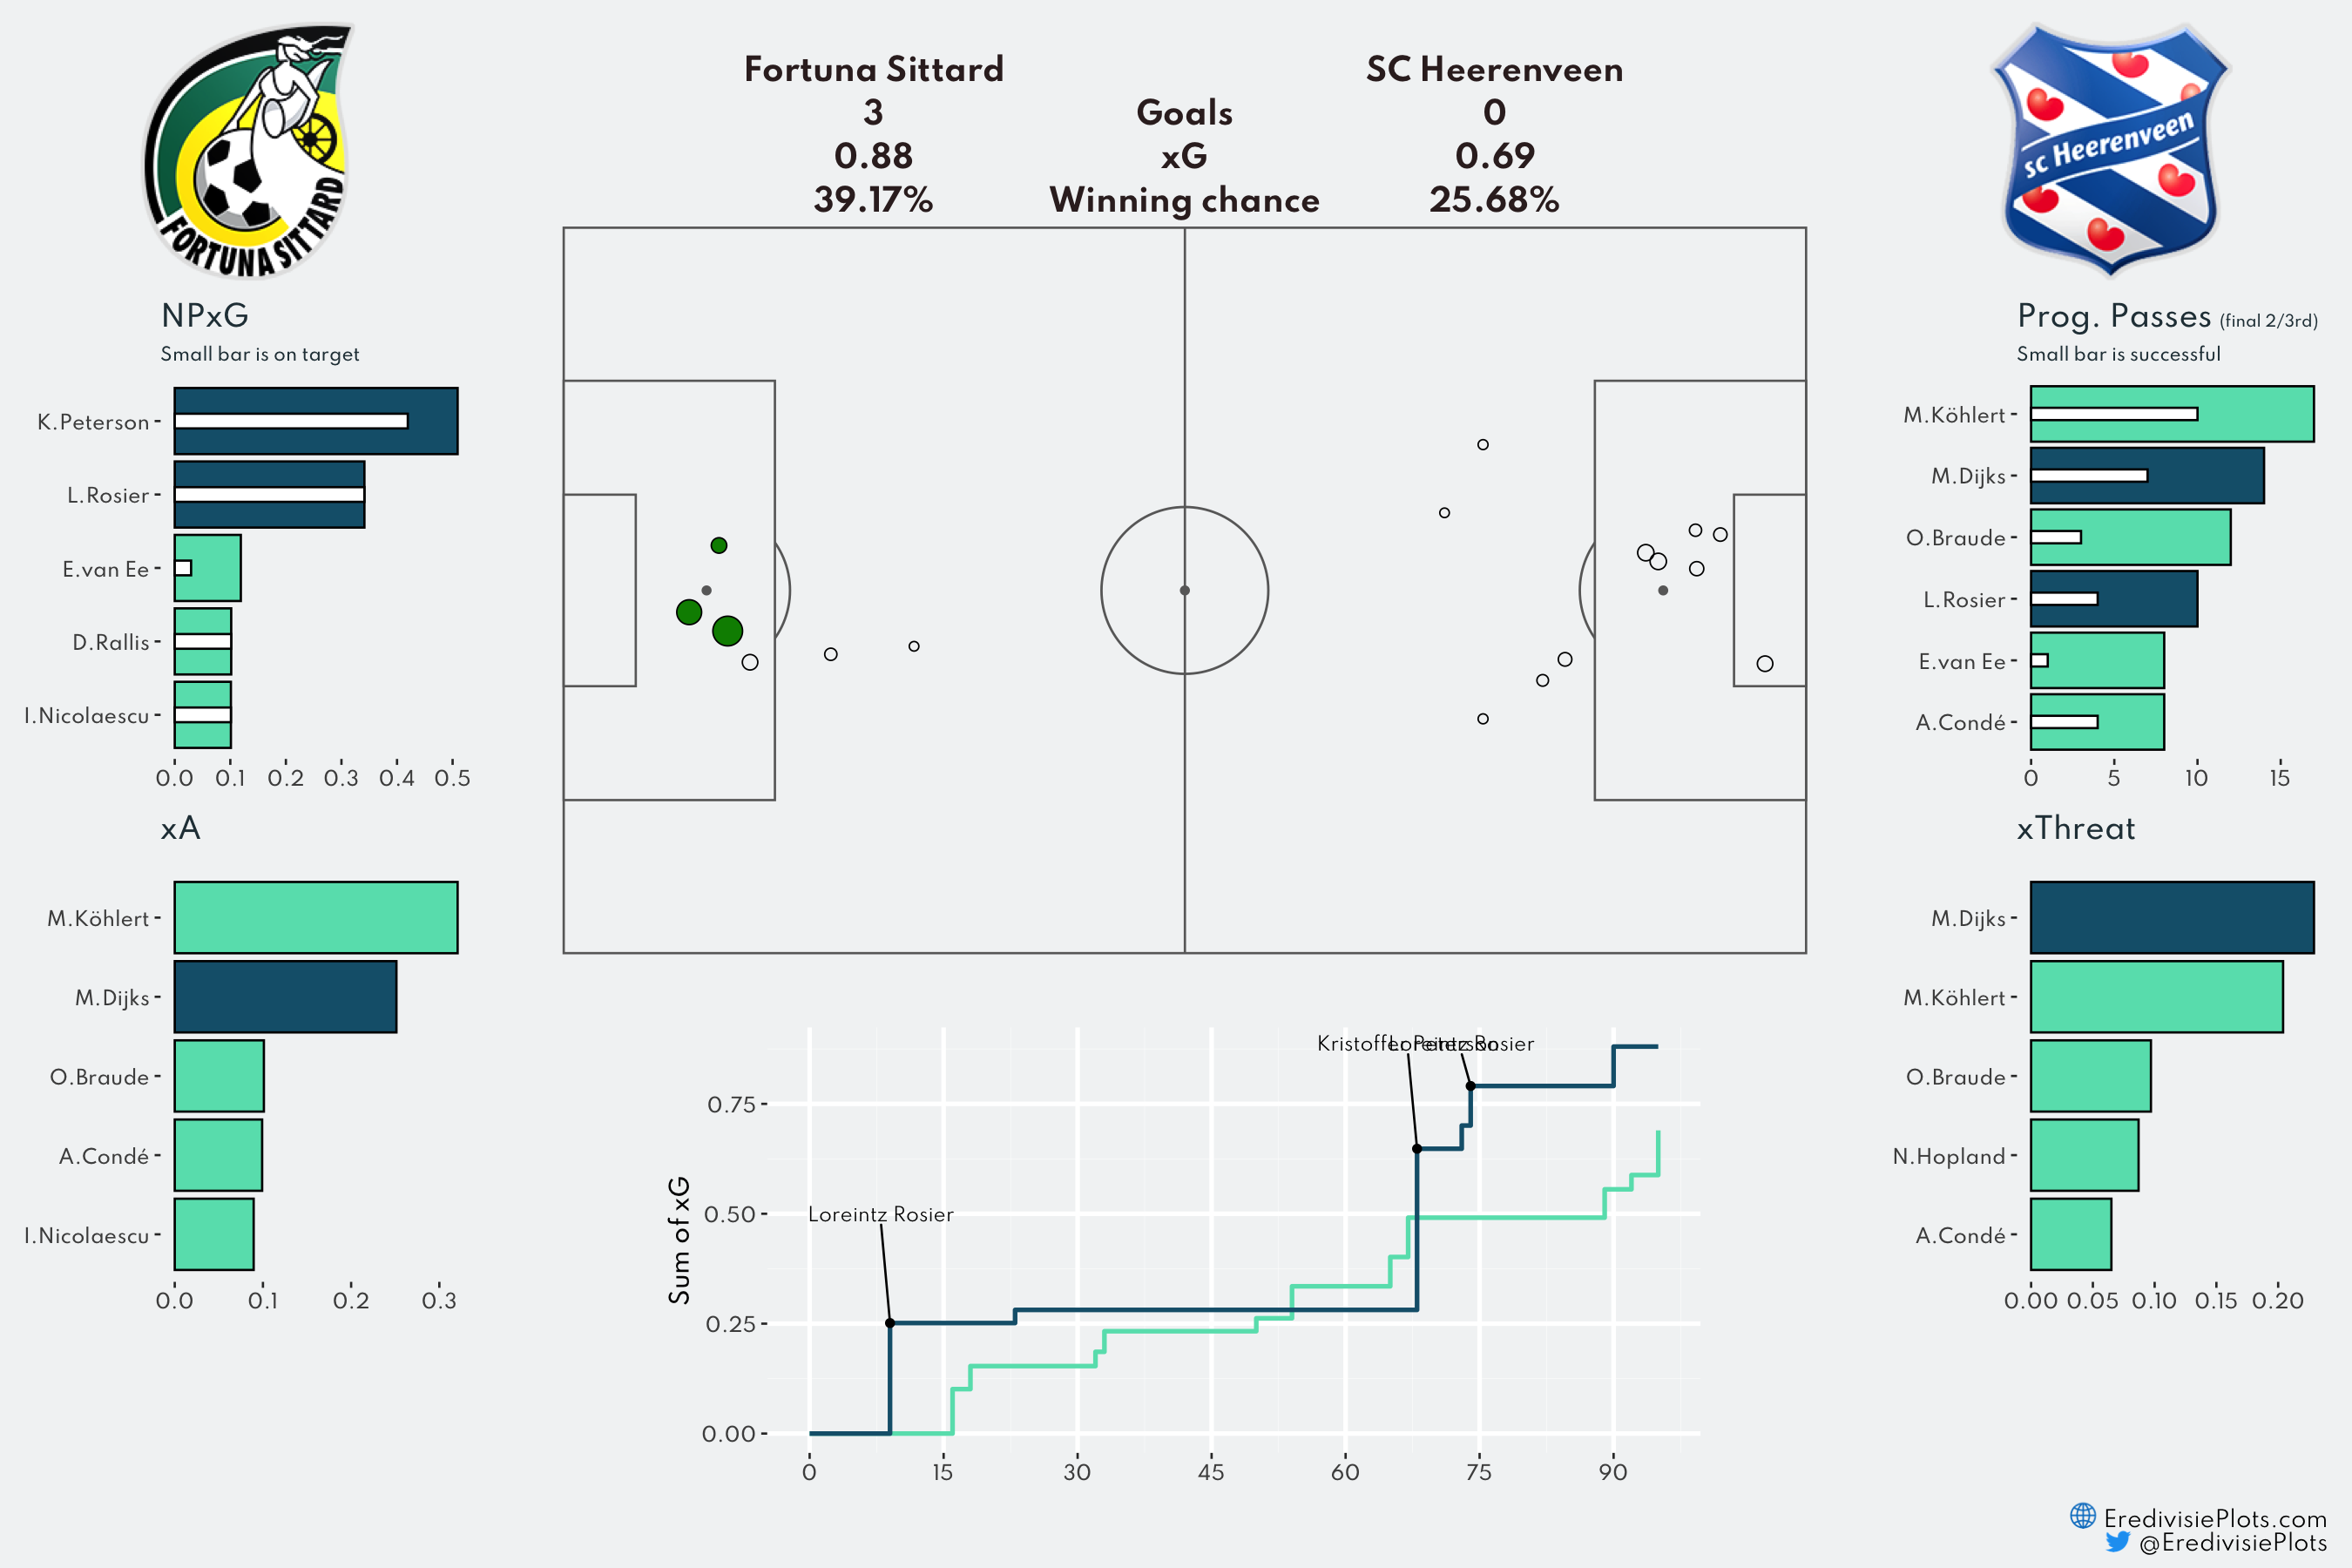 FORTUNA SITTARD
Fortuna Sittard
SC Heerenveen
3 Goals 0
0.88 xG 0.69
39.17% Winning chance 25.68%
sc Heerenveen
NPxG
Small bar is on target
K.Peterson
L.Rosier
E.van Ee
D.Rallis
I.Nicolaescu
0.0 0.1 0.2 0.3 0.4 0.5
xA
M.Köhlert
M.Dijks
O.Braude
A.Condé
I.Nicolaescu
0.0 0.1 0.2 0.3
Prog. Passes (final 2/3rd)
Small bar is successful
M.Köhlert
M.Dijks
O.Braude
L.Rosier
E.van Ee
A.Condé
0 5 10 15
xThreat
M.Dijks
M.Köhlert
O.Braude
N.Hopland
A.Condé
0.00 0.05 0.10 0.15 0.20
Sum of xG
0.75
0.50
0.25
0.00
Kristoffer Peterson
Loreintz Rosier
Loreintz Rosier
0 15 30 45 60 75 90
EredivisiePlots.com
@EredivisiePlots